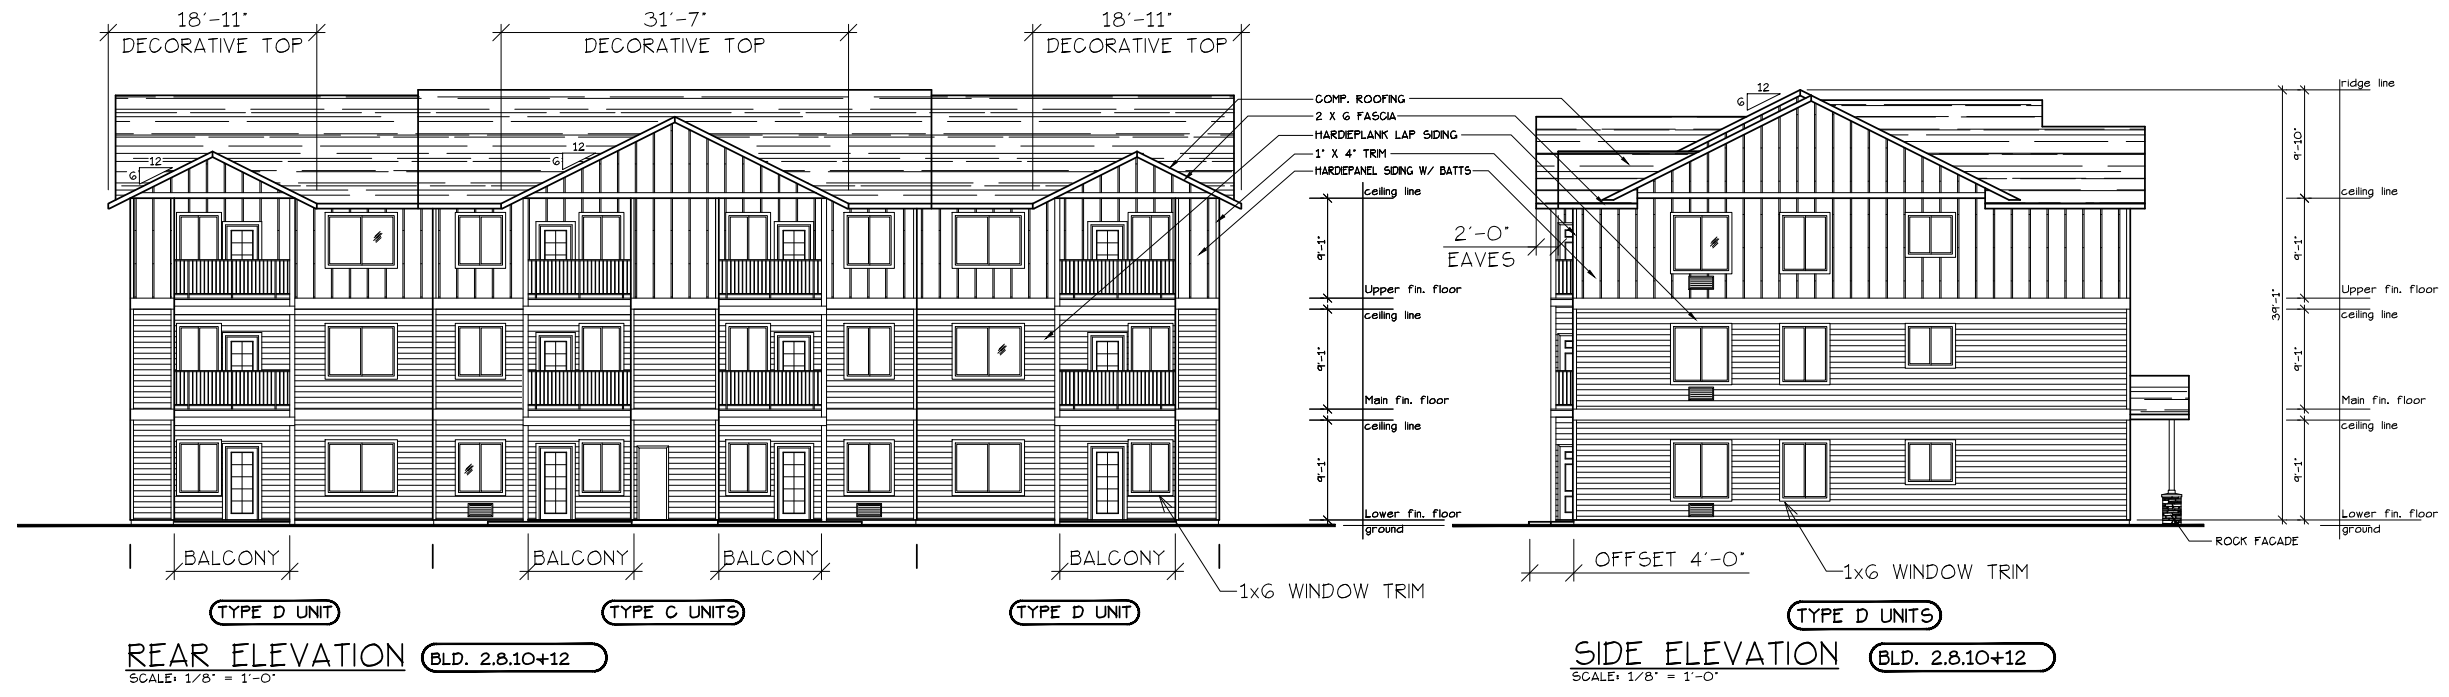 18'-11"
DECORATIVE TOP
31'-7"
DECORATIVE TOP
18'-11"
DECORATIVE TOP
12
6
12
6
COMP. ROOFING
2 X 6 FASCIA
HARDIEPLANK LAP SIDING
1" X 4" TRIM
HARDIEPANEL SIDING W/ BATTS
ceiling line
9'-1"
Upper fin. floor
ceiling line
9'-1"
Main fin. floor
ceiling line
9'-1"
Lower fin. floor
ground
BALCONY
BALCONY
BALCONY
BALCONY
1x6 WINDOW TRIM
TYPE D UNIT
TYPE C UNITS
TYPE D UNIT
REAR ELEVATION
BLD. 2.8.10+12
SCALE: 1/8" = 1'-0"
12
6
2'-0"
EAVES
ridge line
9'-10"
ceiling line
9'-1"
39'-1"
Upper fin. floor
ceiling line
9'-1"
Main fin. floor
ceiling line
9'-1"
Lower fin. floor
ground
ROCK FACADE
OFFSET 4'-0"
1x6 WINDOW TRIM
TYPE D UNITS
SIDE ELEVATION
BLD. 2.8.10+12
SCALE: 1/8" = 1'-0"